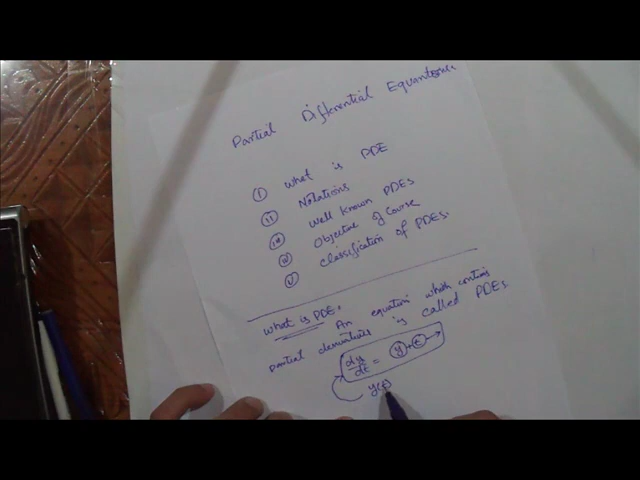 Partial Differential Equations.
(i) What is PDE
(ii) Notations
(iii) Well Known PDEs
(iv) Objective of Course
(v) Classification of PDEs.
What is PDE,
An equation which contins
partial derivatives is called PDEs
dy/dt = y + t
y(t)